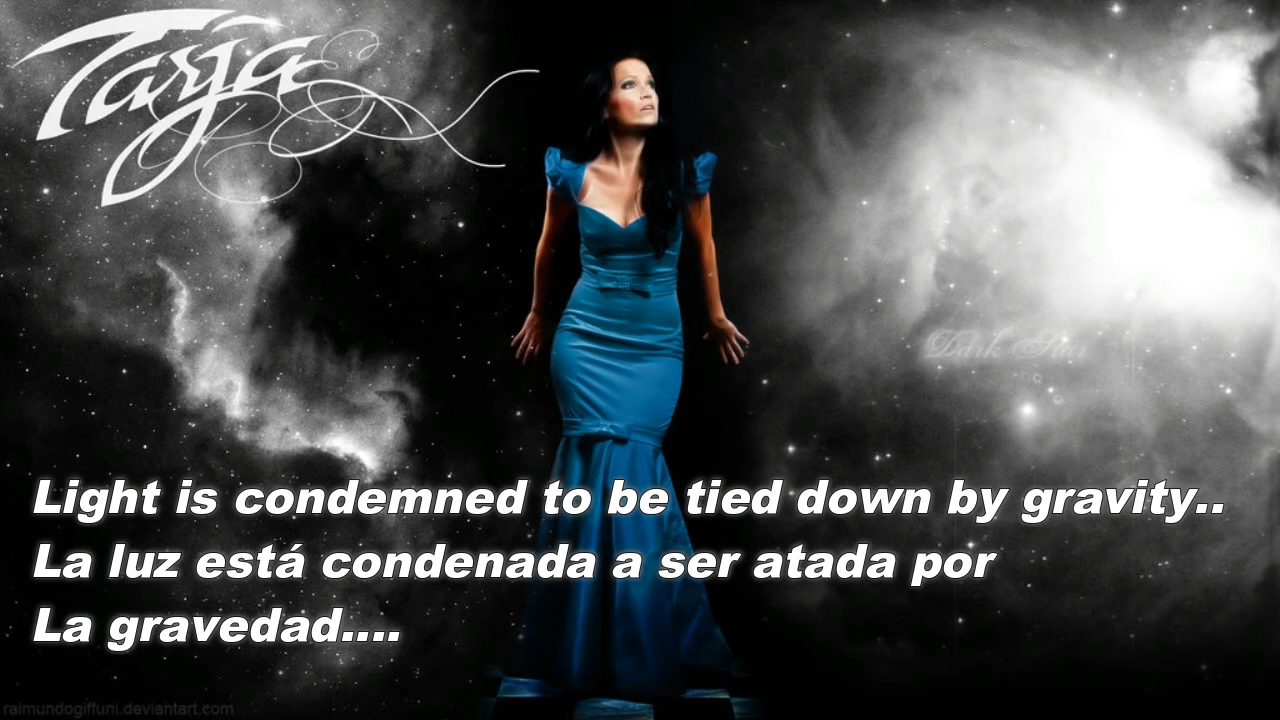 Tarja
Dark Star
Light is condemned to be tied down by gravity..
La luz está condenada a ser atada por
La gravedad....
raimundogiffuni.deviantart.com